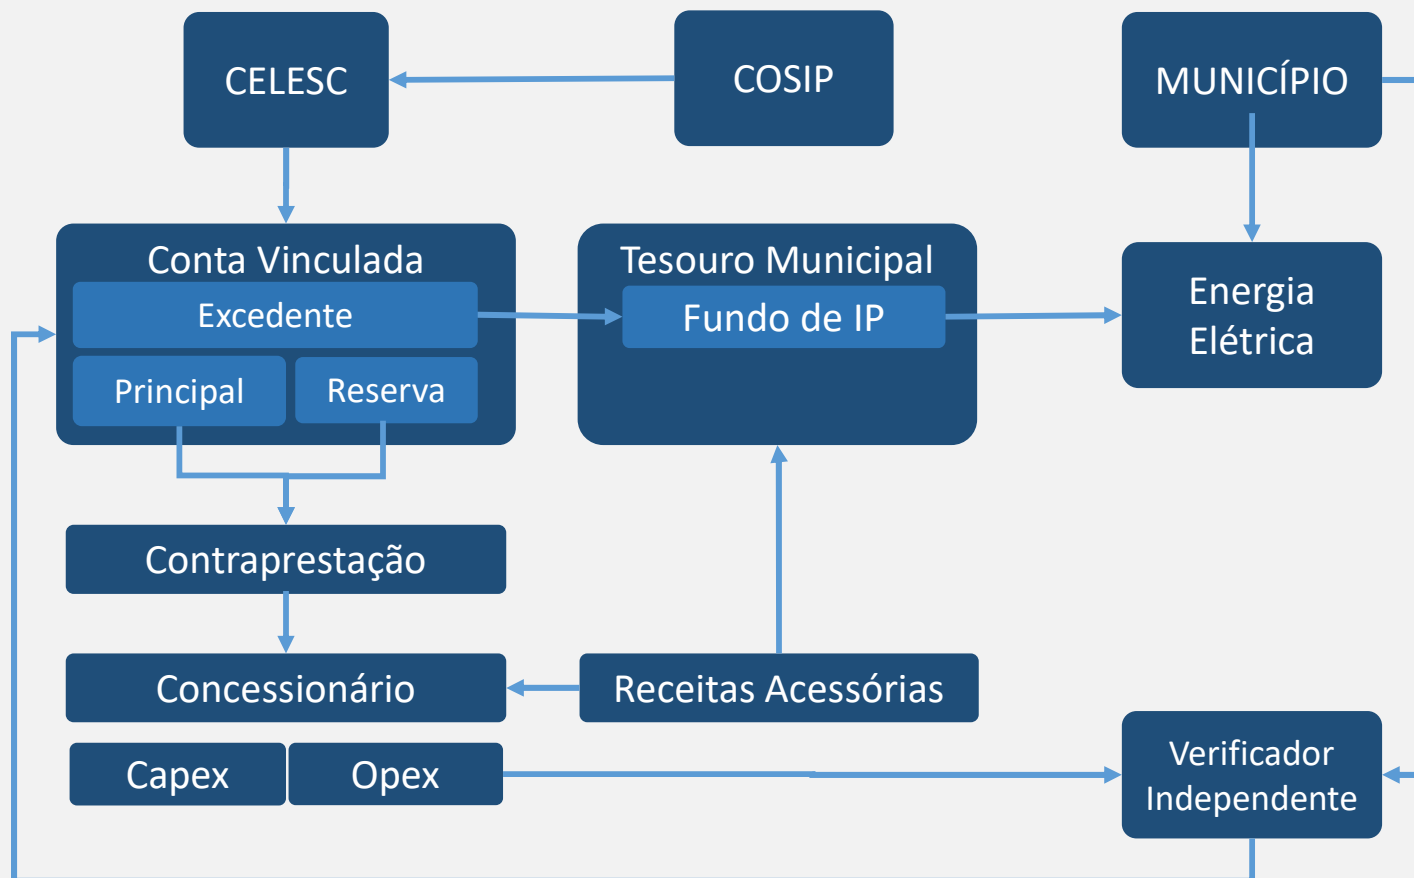 CELESC
COSIP
MUNICÍPIO
Conta Vinculada
Excedente
Principal
Reserva
Tesouro Municipal
Fundo de IP
Energia
Elétrica
Contraprestação
Concessionário
Receitas Acessórias
Capex
Opex
Verificador
Independente